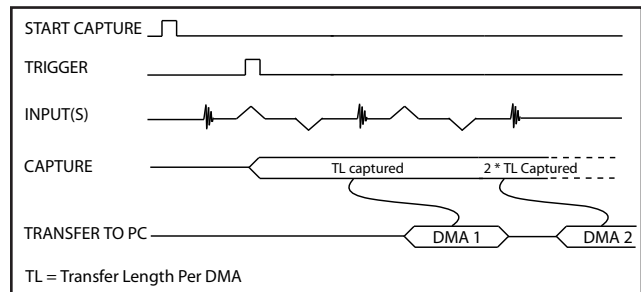 START CAPTURE
TRIGGER
INPUT(S)
CAPTURE
TL captured
2 * TL Captured
TRANSFER TO PC
DMA 1
DMA 2
TL = Transfer Length Per DMA